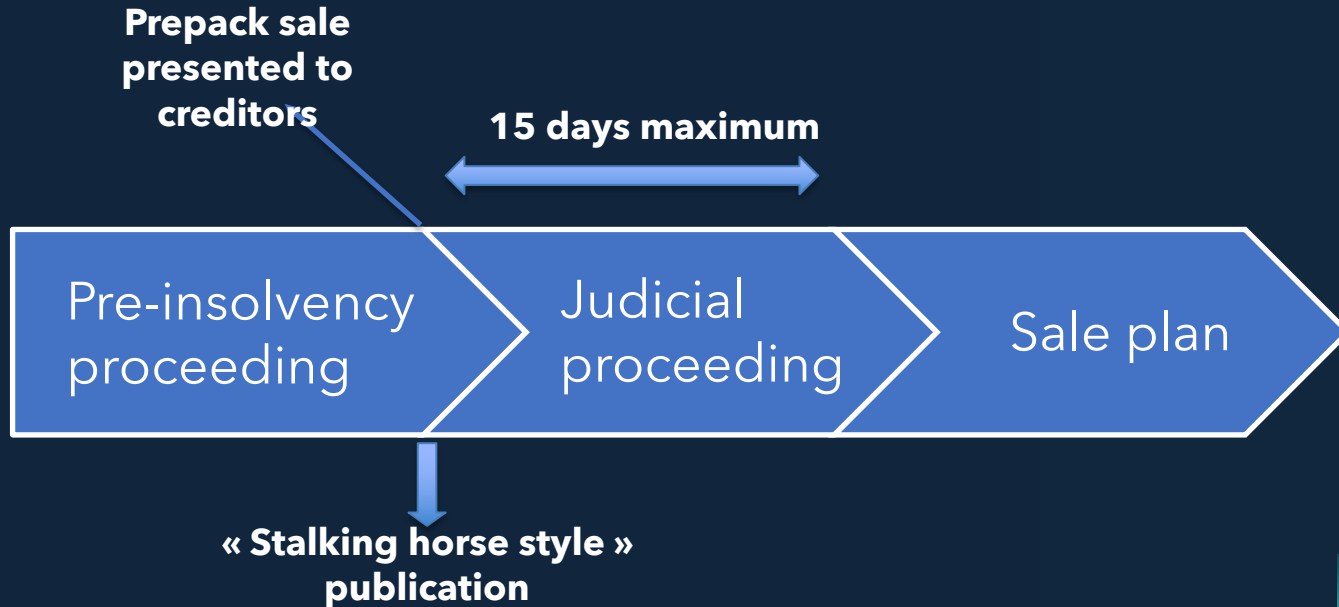 Prepack sale
presented to
creditors
15 days maximum
Pre-insolvency
proceeding
Judicial
proceeding
Sale plan
« Stalking horse style »
publication